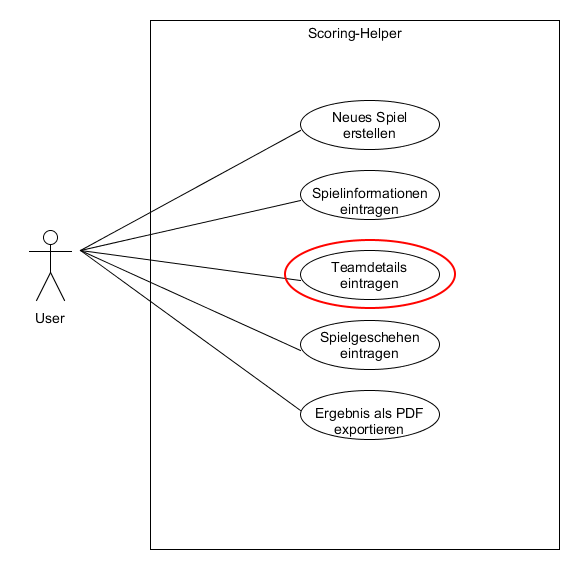 Scoring-Helper
Neues Spiel
erstellen
Spielinformationen
eintragen
Teamdetails
eintragen
User
Spielgeschehen
eintragen
Ergebnis als PDF
exportieren